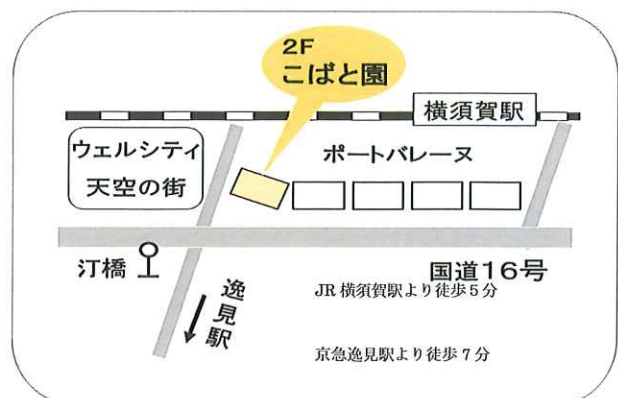 2F
こばと園
横須賀駅
ウェルシティ
天空の街
ポートバレーヌ
汀橋
国道16号
逸見駅
JR 横須賀駅より徒歩5分
京急逸見駅より徒歩7分